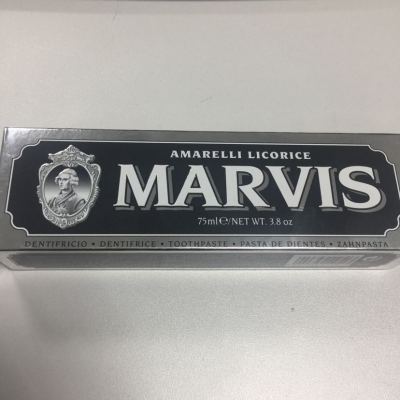 AMARELLI LICORICE
MARVIS
75ml℮/NET WT. 3.8 oz
DENTIFRICIO • DENTIFRICE • TOOTHPASTE • PASTA DE DIENTES • ZAHNPASTA